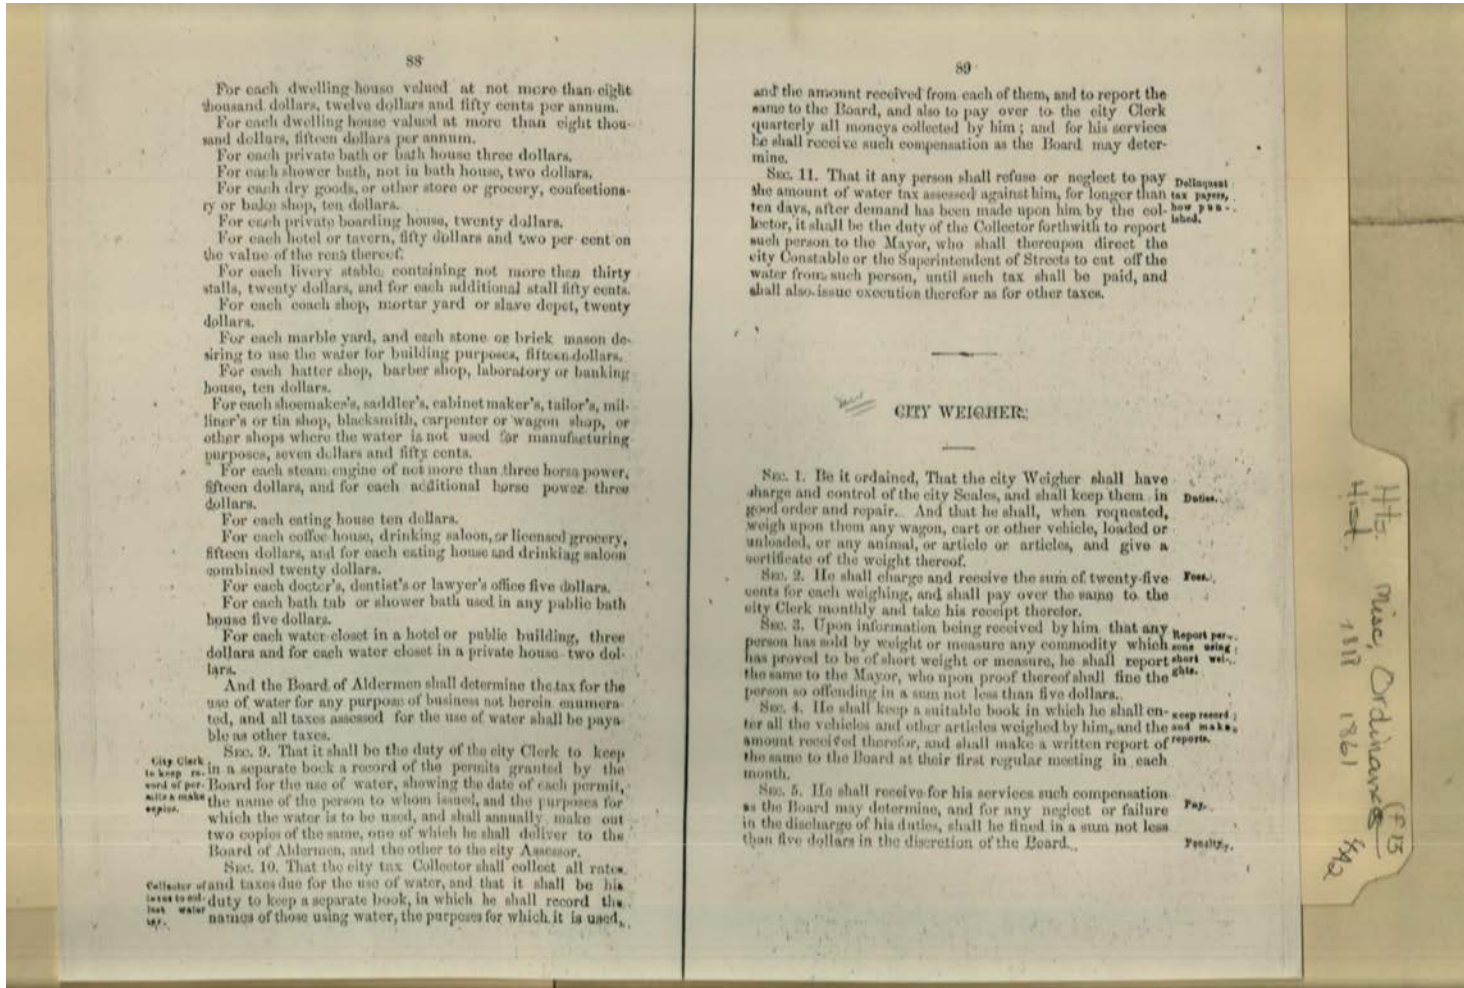 88
For each dwelling house valued at not more than eight
thousand dollars, twelve dollars and fifty cents per annum.
For each dwelling house valued at more than eight thou-
sand dollars, fifteen dollars per annum.
For each private bath or bath house three dollars.
For each shower bath, not in bath house, two dollars.
For each dry goods, or other store or grocery, confectiona-
ry or bake shop, ten dollars.
For each private boarding house, twenty dollars.
For each hotel or tavern, fifty dollars and two per cent on
the value of the rent thereof.
For each livery stable containing not more then thirty
stalls, twenty dollars, and for each additional stall fifty cents.
For each coach shop, mortar yard or slave depot, twenty
dollars.
For each marble yard, and each stone or brick mason de-
siring to use the water for building purposes, fifteen dollars.
For each hatter shop, barber shop, laboratory or banking
house, ten dollars.
For each shoemaker's, saddler's, cabinet maker's, tailor's, mil-
liner's or tin shop, blacksmith, carpenter or wagon shop, or
other shops where the water is not used for manufacturing
purposes, seven dollars and fifty cents.
For each steam engine of not more than three horse power,
fifteen dollars, and for each additional horse power three
dollars.
For each eating house ten dollars.
For each coffee house, drinking saloon, or licensed grocery,
fifteen dollars, and for each eating house and drinking saloon
combined twenty dollars.
For each doctor's, dentist's or lawyer's office five dollars.
For each bath tub or shower bath used in any public bath
house five dollars.
For each water closet in a hotel or public building, three
dollars and for each water closet in a private house two dol-
lars.
And the Board of Aldermen shall determine the tax for the
use of water for any purpose of business not herein enumera-
ted, and all taxes assessed for the use of water shall be paya-
ble as other taxes.
SEC. 9. That it shall be the duty of the city Clerk to keep
in a separate book a record of the permits granted by the
Board for the use of water, showing the date of each permit,
the name of the person to whom issued, and the purposes for
which the water is to be used, and shall annually make out
two copies of the same, one of which he shall deliver to the
Board of Aldermen, and the other to the city Assessor.
City Clerk
to keep re-
cord of per-
mits & make
copies.
SEC. 10. That the city tax Collector shall collect all rates
and taxes due for the use of water, and that it shall be his
duty to keep a separate book, in which he shall record the
names of those using water, the purposes for which it is used,
Collector of
taxes to col-
lect water
tax.
89
and the amount received from each of them, and to report the
same to the Board, and also to pay over to the city Clerk
quarterly all moneys collected by him; and for his services
he shall receive such compensation as the Board may deter-
mine.
SEC. 11. That it any person shall refuse or neglect to pay
the amount of water tax assessed against him, for longer than
ten days, after demand has been made upon him by the col-
lector, it shall be the duty of the Collector forthwith to report
such person to the Mayor, who shall thereupon direct the
city Constable or the Superintendent of Streets to cut off the
water from such person, until such tax shall be paid, and
shall also issue execution therefor as for other taxes.
Delinquent
tax payers,
how pun-
ished.
CITY WEIGHER.
SEC. 1. Be it ordained, That the city Weigher shall have
charge and control of the city Scales, and shall keep them in
good order and repair. And that he shall, when requested,
weigh upon them any wagon, cart or other vehicle, loaded or
unloaded, or any animal, or article or articles, and give a
certificate of the weight thereof.
Duties.
SEC. 2. He shall charge and receive the sum of twenty-five
cents for each weighing, and shall pay over the same to the
city Clerk monthly and take his receipt therefor.
Fees.
SEC. 3. Upon information being received by him that any
person has sold by weight or measure any commodity which
has proved to be of short weight or measure, he shall report
the same to the Mayor, who upon proof thereof shall fine the
person so offending in a sum not less than five dollars.
Report per-
sons using
short wei-
ghts.
SEC. 4. He shall keep a suitable book in which he shall en-
ter all the vehicles and other articles weighed by him, and the
amount received therefor, and shall make a written report of
the same to the Board at their first regular meeting in each
month.
keep record
and make
reports.
SEC. 5. He shall receive for his services such compensation
as the Board may determine, and for any neglect or failure
in the discharge of his duties, shall be fined in a sum not less
than five dollars in the discretion of the Board.
Pay.
Penalty.
Misc. Ordinances
Hist. 1818 1861